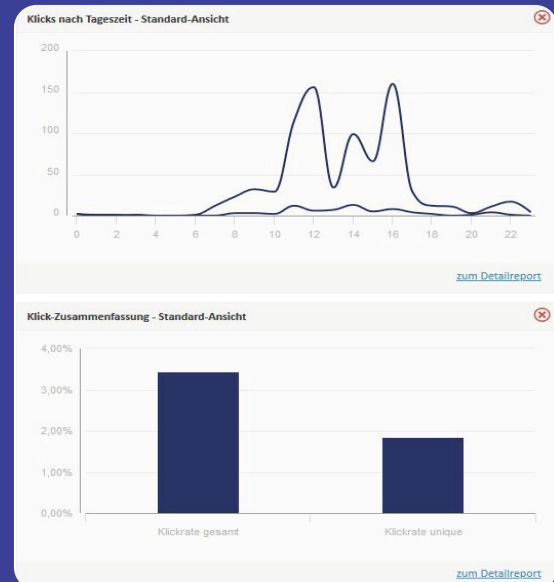 Klicks nach Tageszeit - Standard-Ansicht
200
150
100
50
0
0 2 4 6 8 10 12 14 16 18 20 22
zum Detailreport
Klick-Zusammenfassung - Standard-Ansicht
4,00%
3,00%
2,00%
1,00%
0,00%
Klickrate gesamt Klickrate unique
zum Detailreport